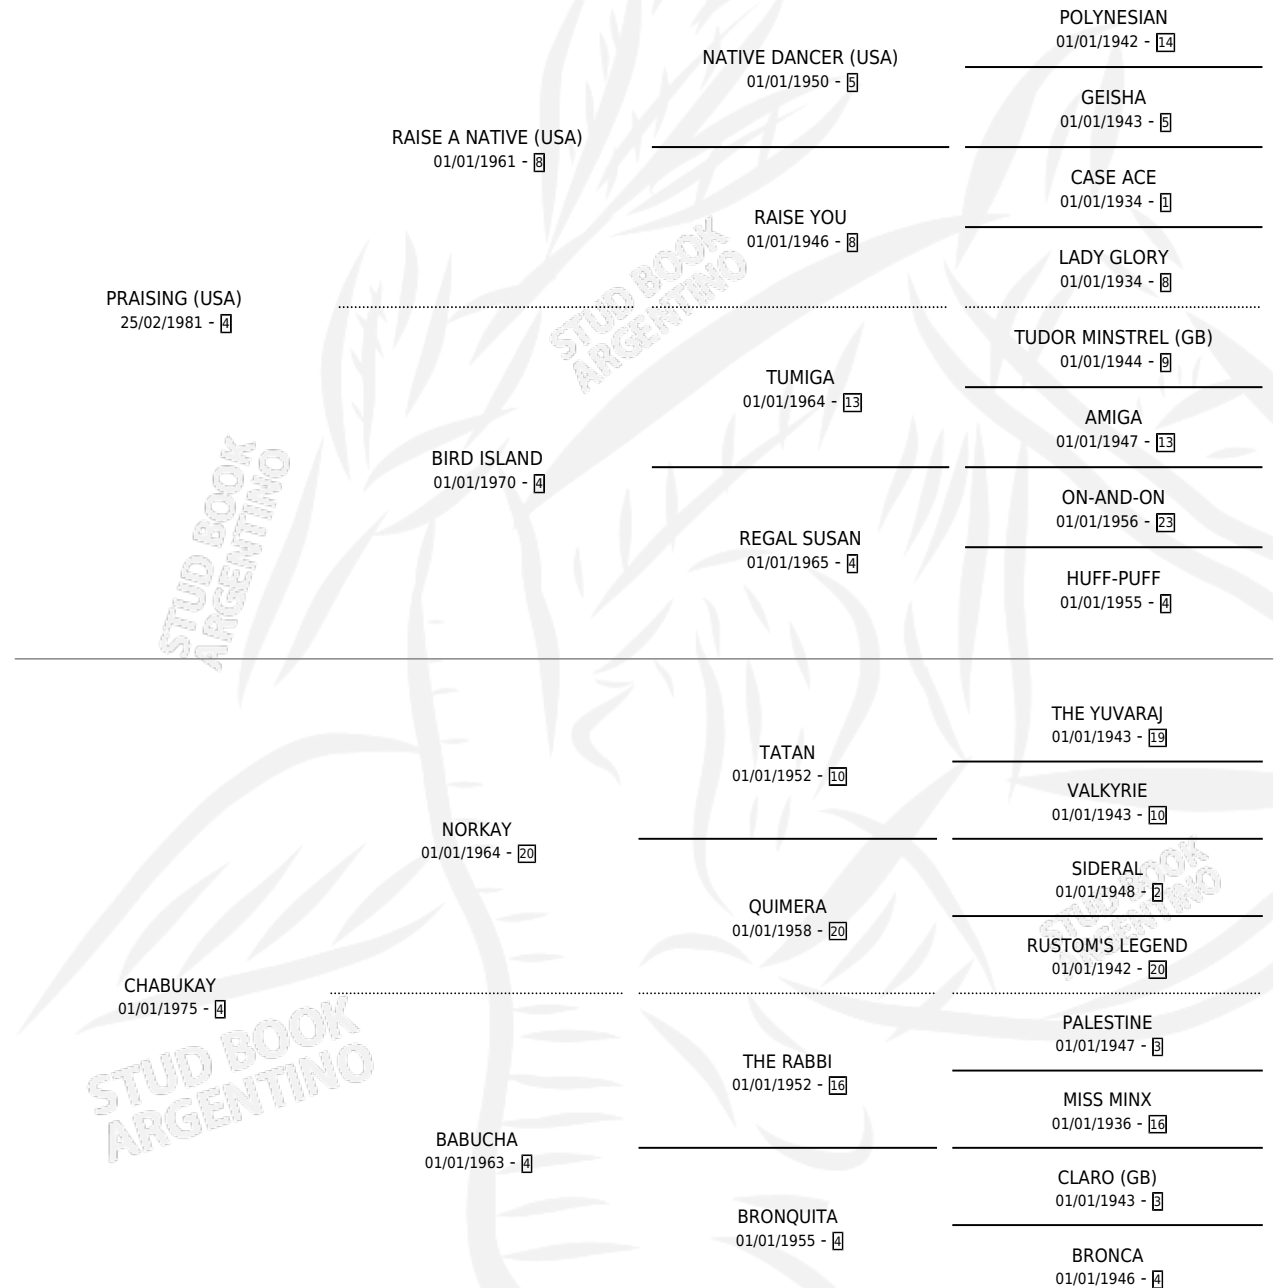 POLYNESIAN
01/01/1942 - 14
NATIVE DANCER (USA)
01/01/1950 - 5
GEISHA
01/01/1943 - 5
RAISE A NATIVE (USA)
01/01/1961 - 8
CASE ACE
01/01/1934 - 1
RAISE YOU
01/01/1946 - 8
LADY GLORY
01/01/1934 - 8
PRAISING (USA)
25/02/1981 - 4
TUDOR MINSTREL (GB)
01/01/1944 - 9
TUMIGA
01/01/1964 - 13
AMIGA
01/01/1947 - 13
BIRD ISLAND
01/01/1970 - 4
ON-AND-ON
01/01/1956 - 23
REGAL SUSAN
01/01/1965 - 4
HUFF-PUFF
01/01/1955 - 4
STUD BOOK
ARGENTINO
STUD BOOK
ARGENTINO
THE YUVARAJ
01/01/1943 - 19
TATAN
01/01/1952 - 10
VALKYRIE
01/01/1943 - 10
NORKAY
01/01/1964 - 20
SIDERAL
01/01/1948 - 2
QUIMERA
01/01/1958 - 20
RUSTOM'S LEGEND
01/01/1942 - 20
CHABUKAY
01/01/1975 - 4
PALESTINE
01/01/1947 - 3
THE RABBI
01/01/1952 - 16
MISS MINX
01/01/1936 - 16
BABUCHA
01/01/1963 - 4
CLARO (GB)
01/01/1943 - 3
BRONQUITA
01/01/1955 - 4
BRONCA
01/01/1946 - 4
STUD BOOK
ARGENTINO
STUD BOOK
ARGENTINO